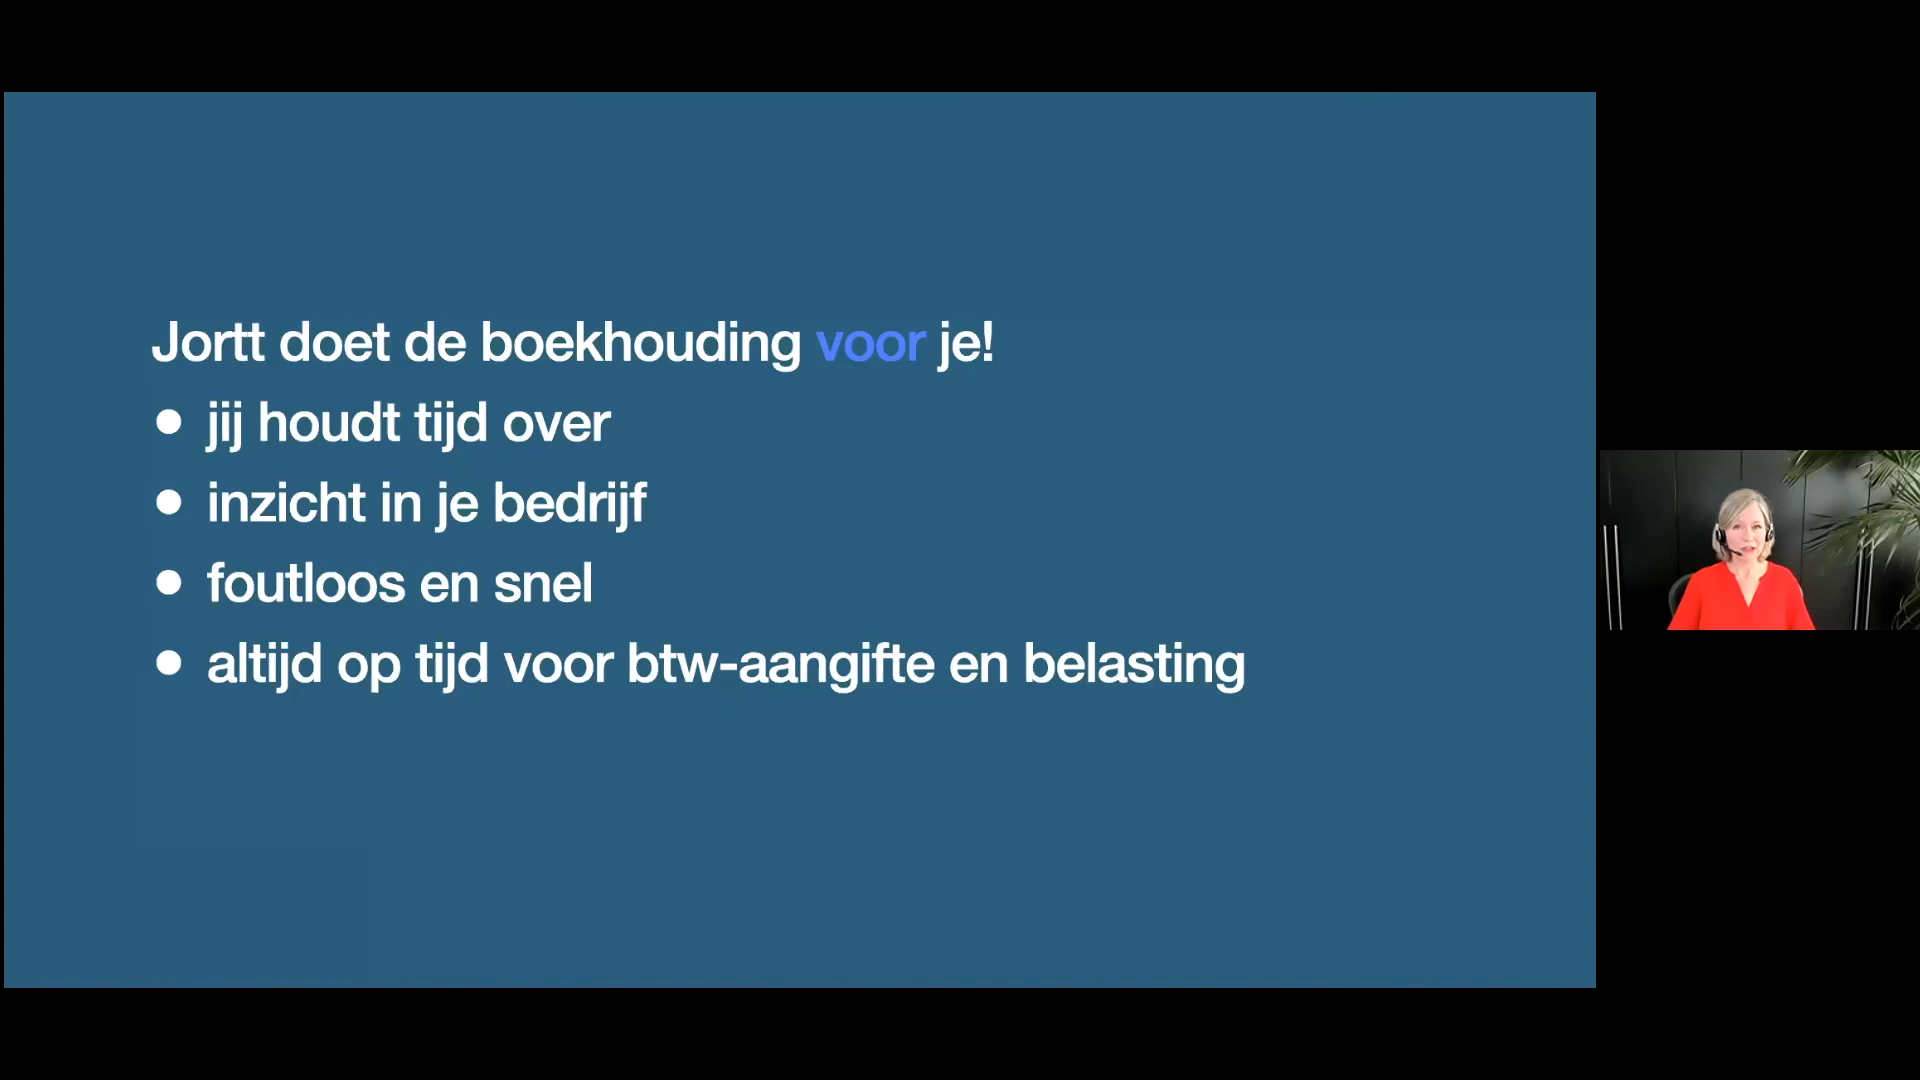 Jortt doet de boekhouding voor je!
● jij houdt tijd over
● inzicht in je bedrijf
● foutloos en snel
● altijd op tijd voor btw-aangifte en belasting